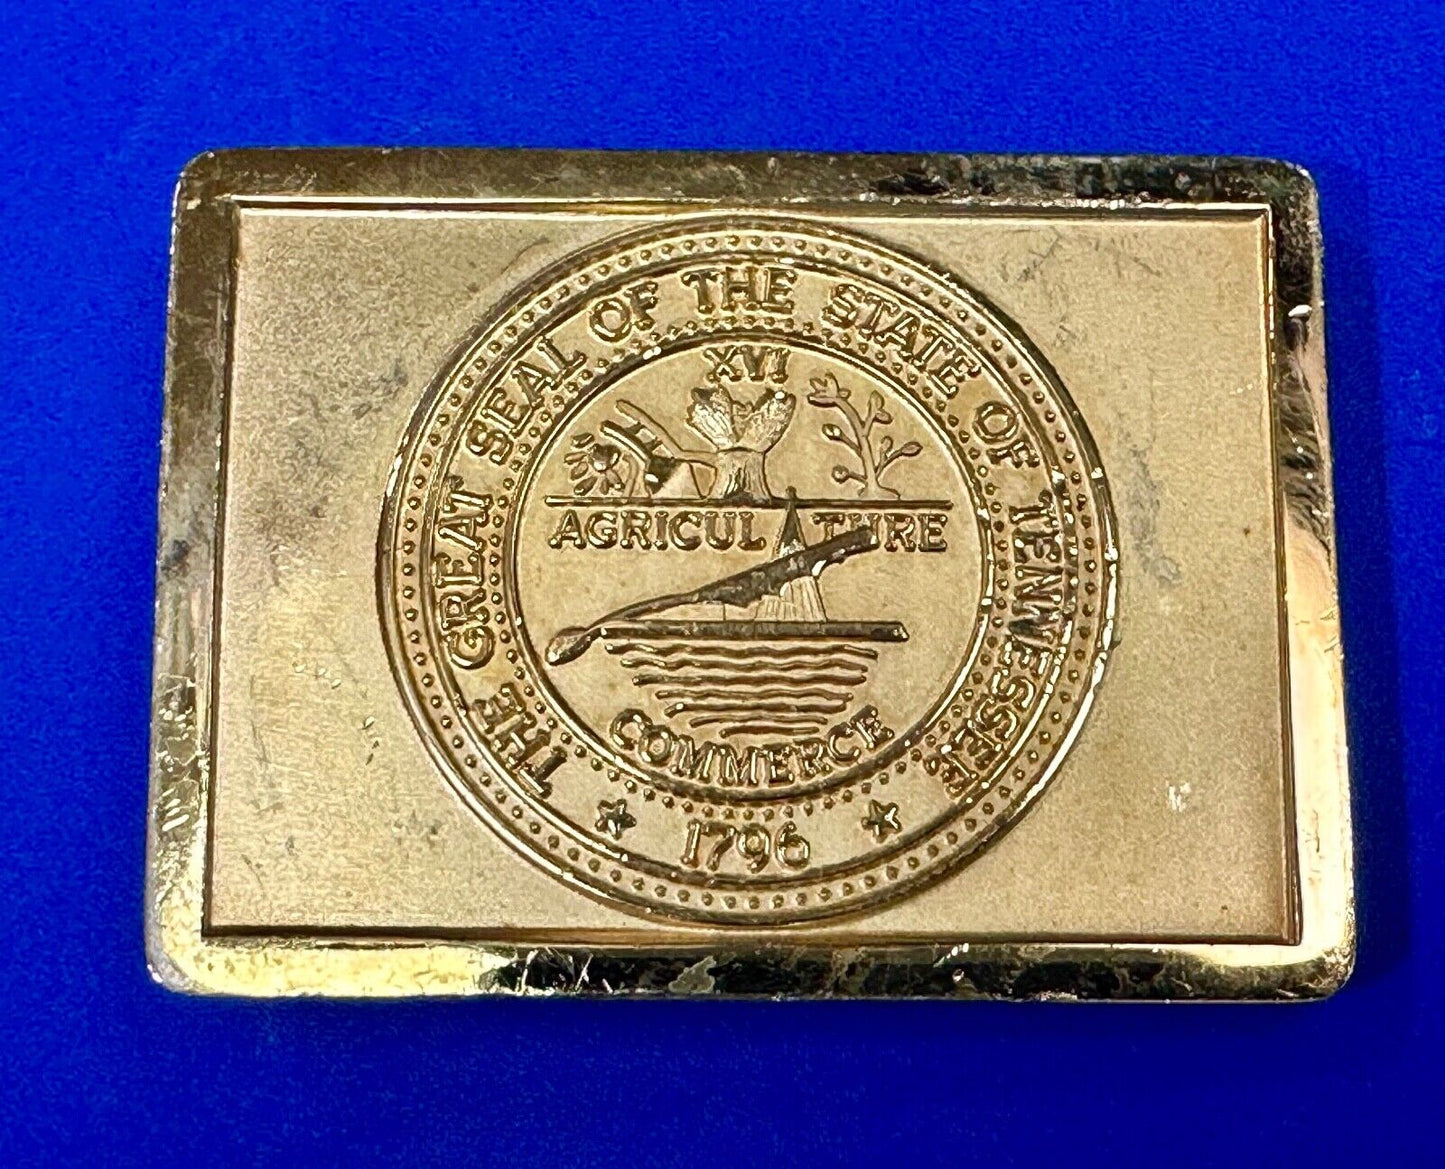 THE GREAT SEAL OF THE STATE OF TENNESSEE
XVI
AGRICULTURE
COMMERCE
1796